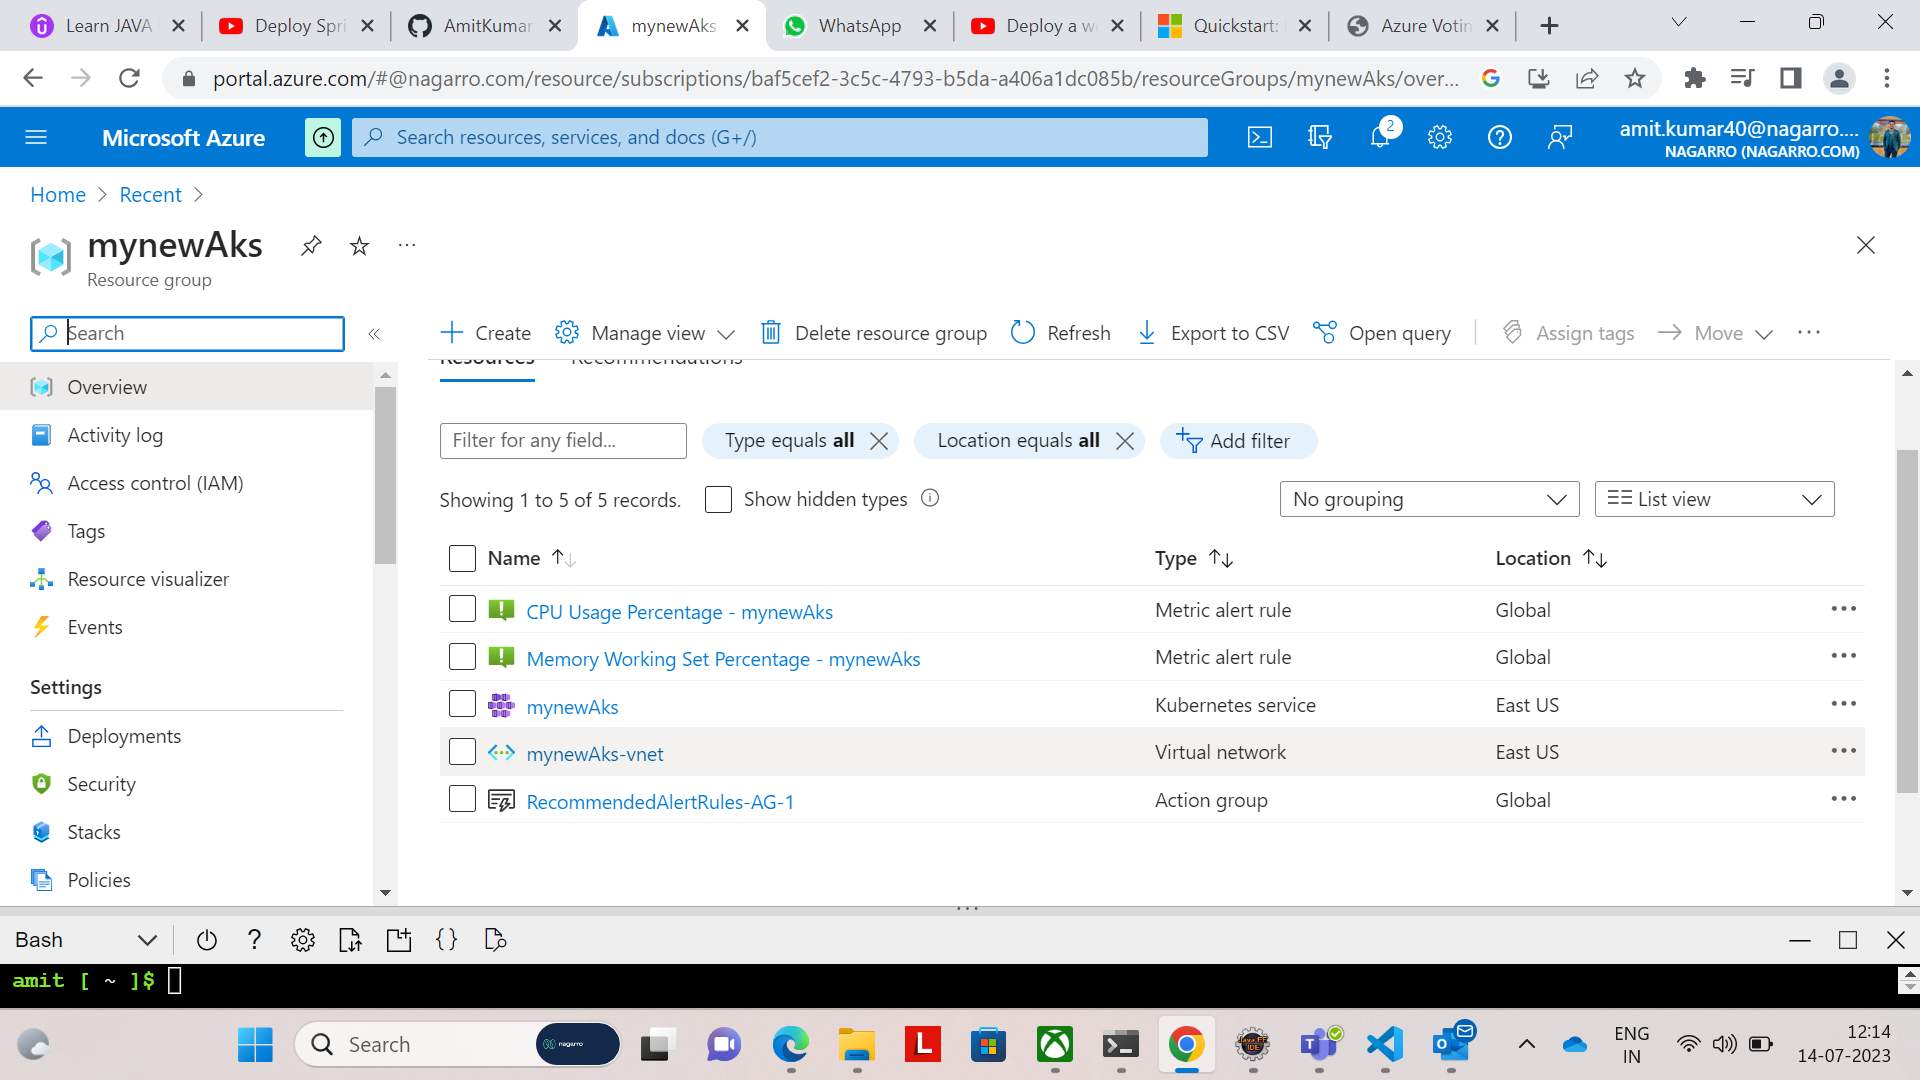 Learn JAVA
Deploy Spri
AmitKumar
mynewAks
WhatsApp
Deploy a we
Quickstart:
Azure Votin
portal.azure.com/#@nagarro.com/resource/subscriptions/baf5cef2-3c5c-4793-b5da-a406a1dc085b/resourceGroups/mynewAks/over...
Microsoft Azure
Search resources, services, and docs (G+/)
2
amit.kumar40@nagarro....
NAGARRO (NAGARRO.COM)
Home > Recent >
mynewAks
Resource group
Search
Create
Manage view
Delete resource group
Refresh
Export to CSV
Open query
Assign tags
Move
Resources
Recommendations
Overview
Activity log
Access control (IAM)
Tags
Resource visualizer
Events
Settings
Deployments
Security
Stacks
Policies
Filter for any field...
Type equals all
Location equals all
Add filter
Showing 1 to 5 of 5 records.
Show hidden types
No grouping
List view
Name Type Location
CPU Usage Percentage - mynewAks Metric alert rule Global
Memory Working Set Percentage - mynewAks Metric alert rule Global
mynewAks Kubernetes service East US
mynewAks-vnet Virtual network East US
RecommendedAlertRules-AG-1 Action group Global
Bash
amit [ ~ ]$
Search
nagarro
ENG
IN
12:14
14-07-2023